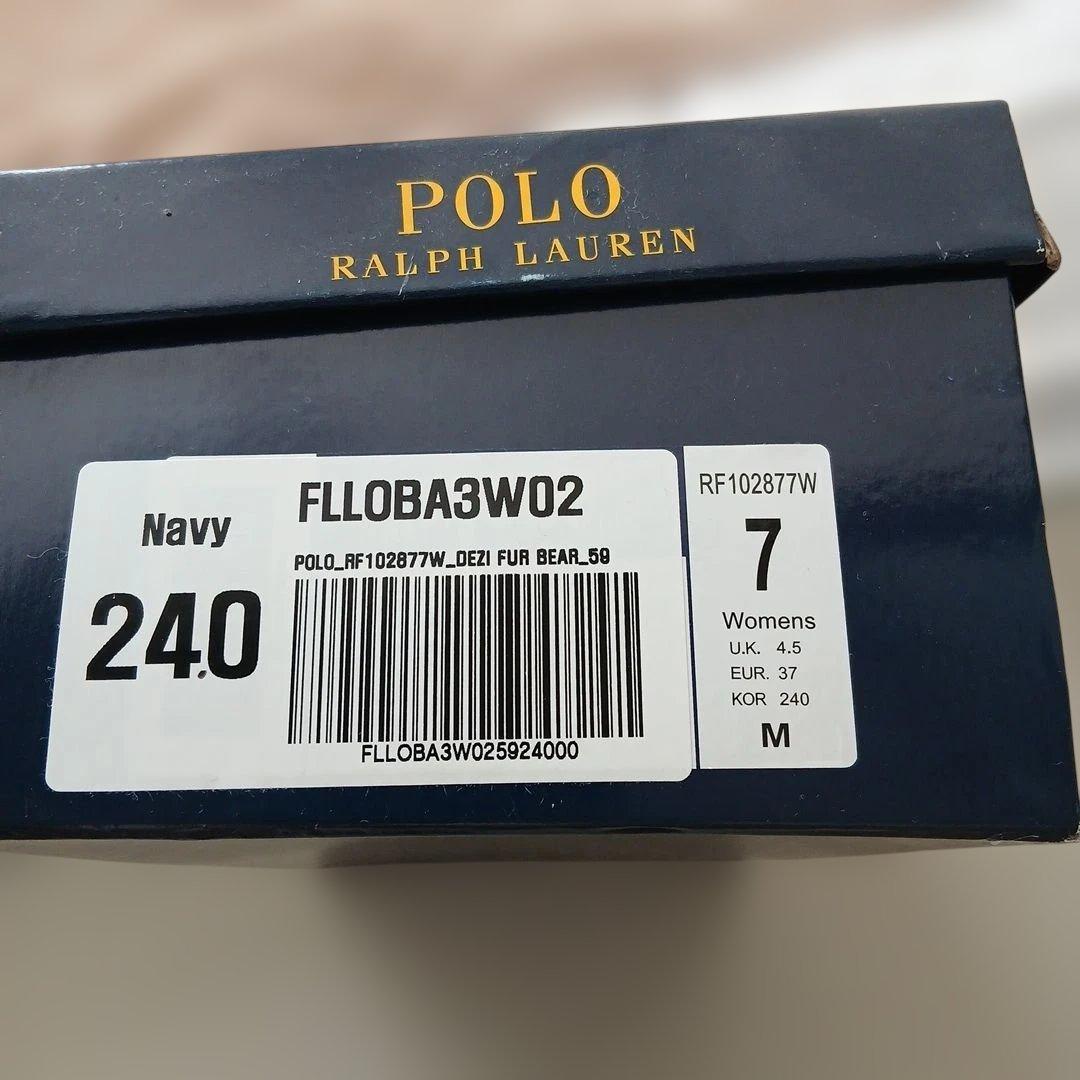 POLO
RALPH LAUREN
Navy
240
FLLOBA3W02
POLO_RF102877W_DEZI FUR BEAR_59
FLLOBA3W025924000
RF102877W
7
Womens
U.K. 4.5
EUR. 37
KOR 240
M